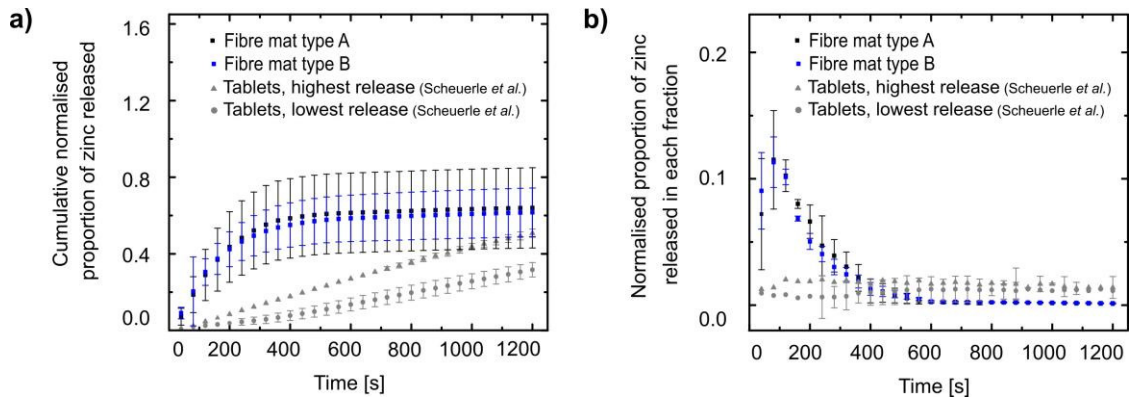 a)
1.6
1.2
0.8
0.4
0.0
Cumulative normalised
proportion of zinc released
Fibre mat type A
Fibre mat type B
Tablets, highest release (Scheuerle et al.)
Tablets, lowest release (Scheuerle et al.)
0 200 400 600 800 1000 1200
Time [s]
b)
0.2
0.1
0.0
Normalised proportion of zinc
released in each fraction
Fibre mat type A
Fibre mat type B
Tablets, highest release (Scheuerle et al.)
Tablets, lowest release (Scheuerle et al.)
0 200 400 600 800 1000 1200
Time [s]